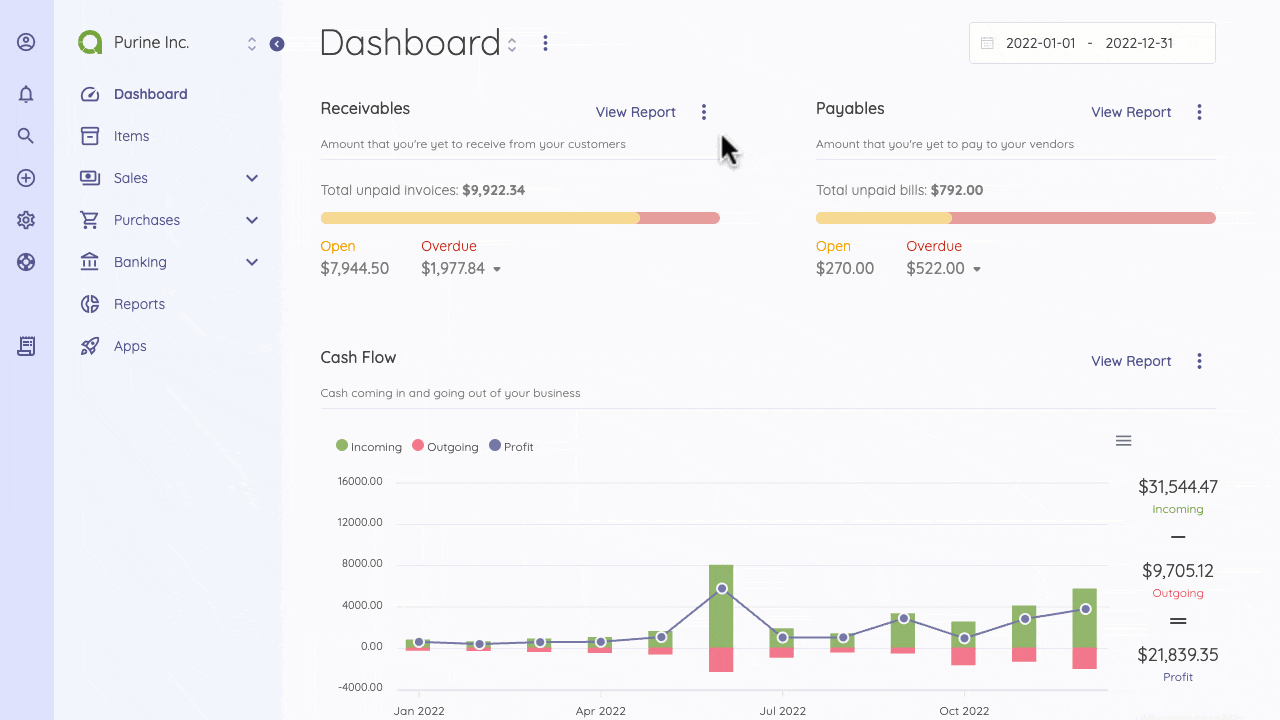 Purine Inc.
Dashboard
Items
Sales
Purchases
Banking
Reports
Apps
Dashboard
2022-01-01 - 2022-12-31
Receivables
View Report
Amount that you're yet to receive from your customers
Total unpaid invoices: $9,922.34
Open
Overdue
$7,944.50
$1,977.84
Payables
View Report
Amount that you're yet to pay to your vendors
Total unpaid bills: $792.00
Open
Overdue
$270.00
$522.00
Cash Flow
View Report
Cash coming in and going out of your business
Incoming
Outgoing
Profit
16000.00
12000.00
8000.00
4000.00
0.00
-4000.00
Jan 2022
Apr 2022
Jul 2022
Oct 2022
$31,544.47
Incoming
$9,705.12
Outgoing
$21,839.35
Profit